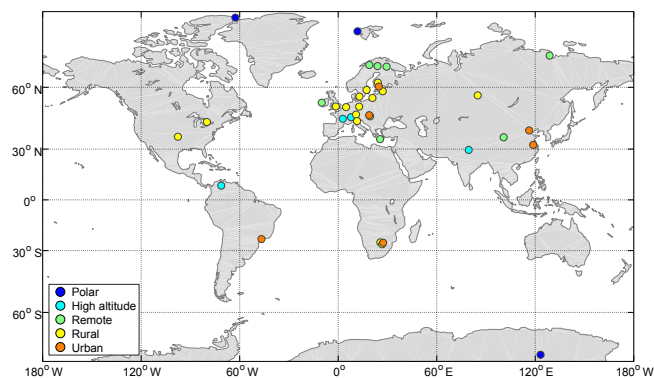 60° N
30° N
0°
30° S
60° S
Polar
High altitude
Remote
Rural
Urban
180° W 120° W 60° W 0° 60° E 120° E 180° W